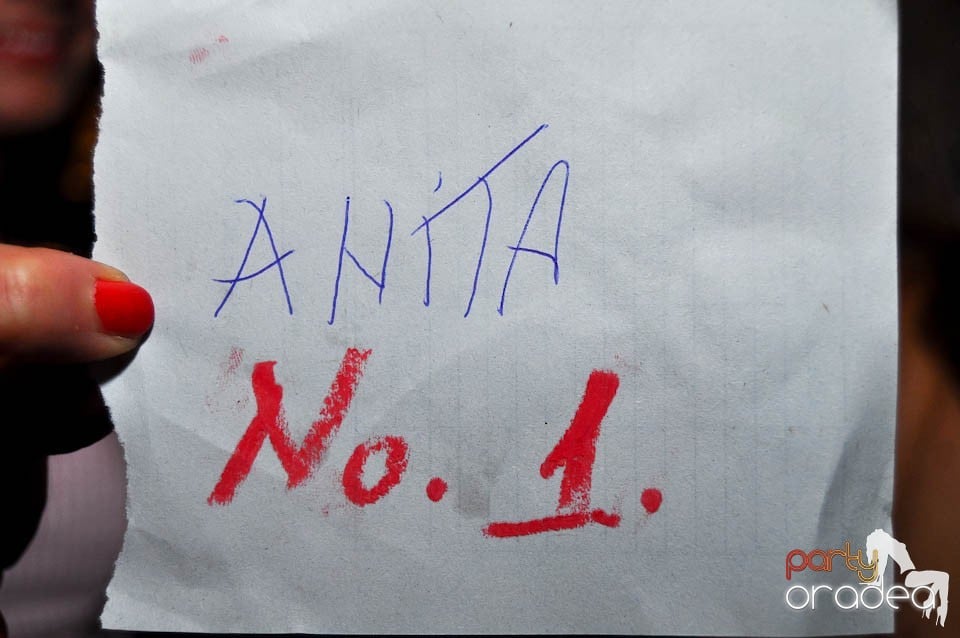 ANITA
No. 1.
party
oradea